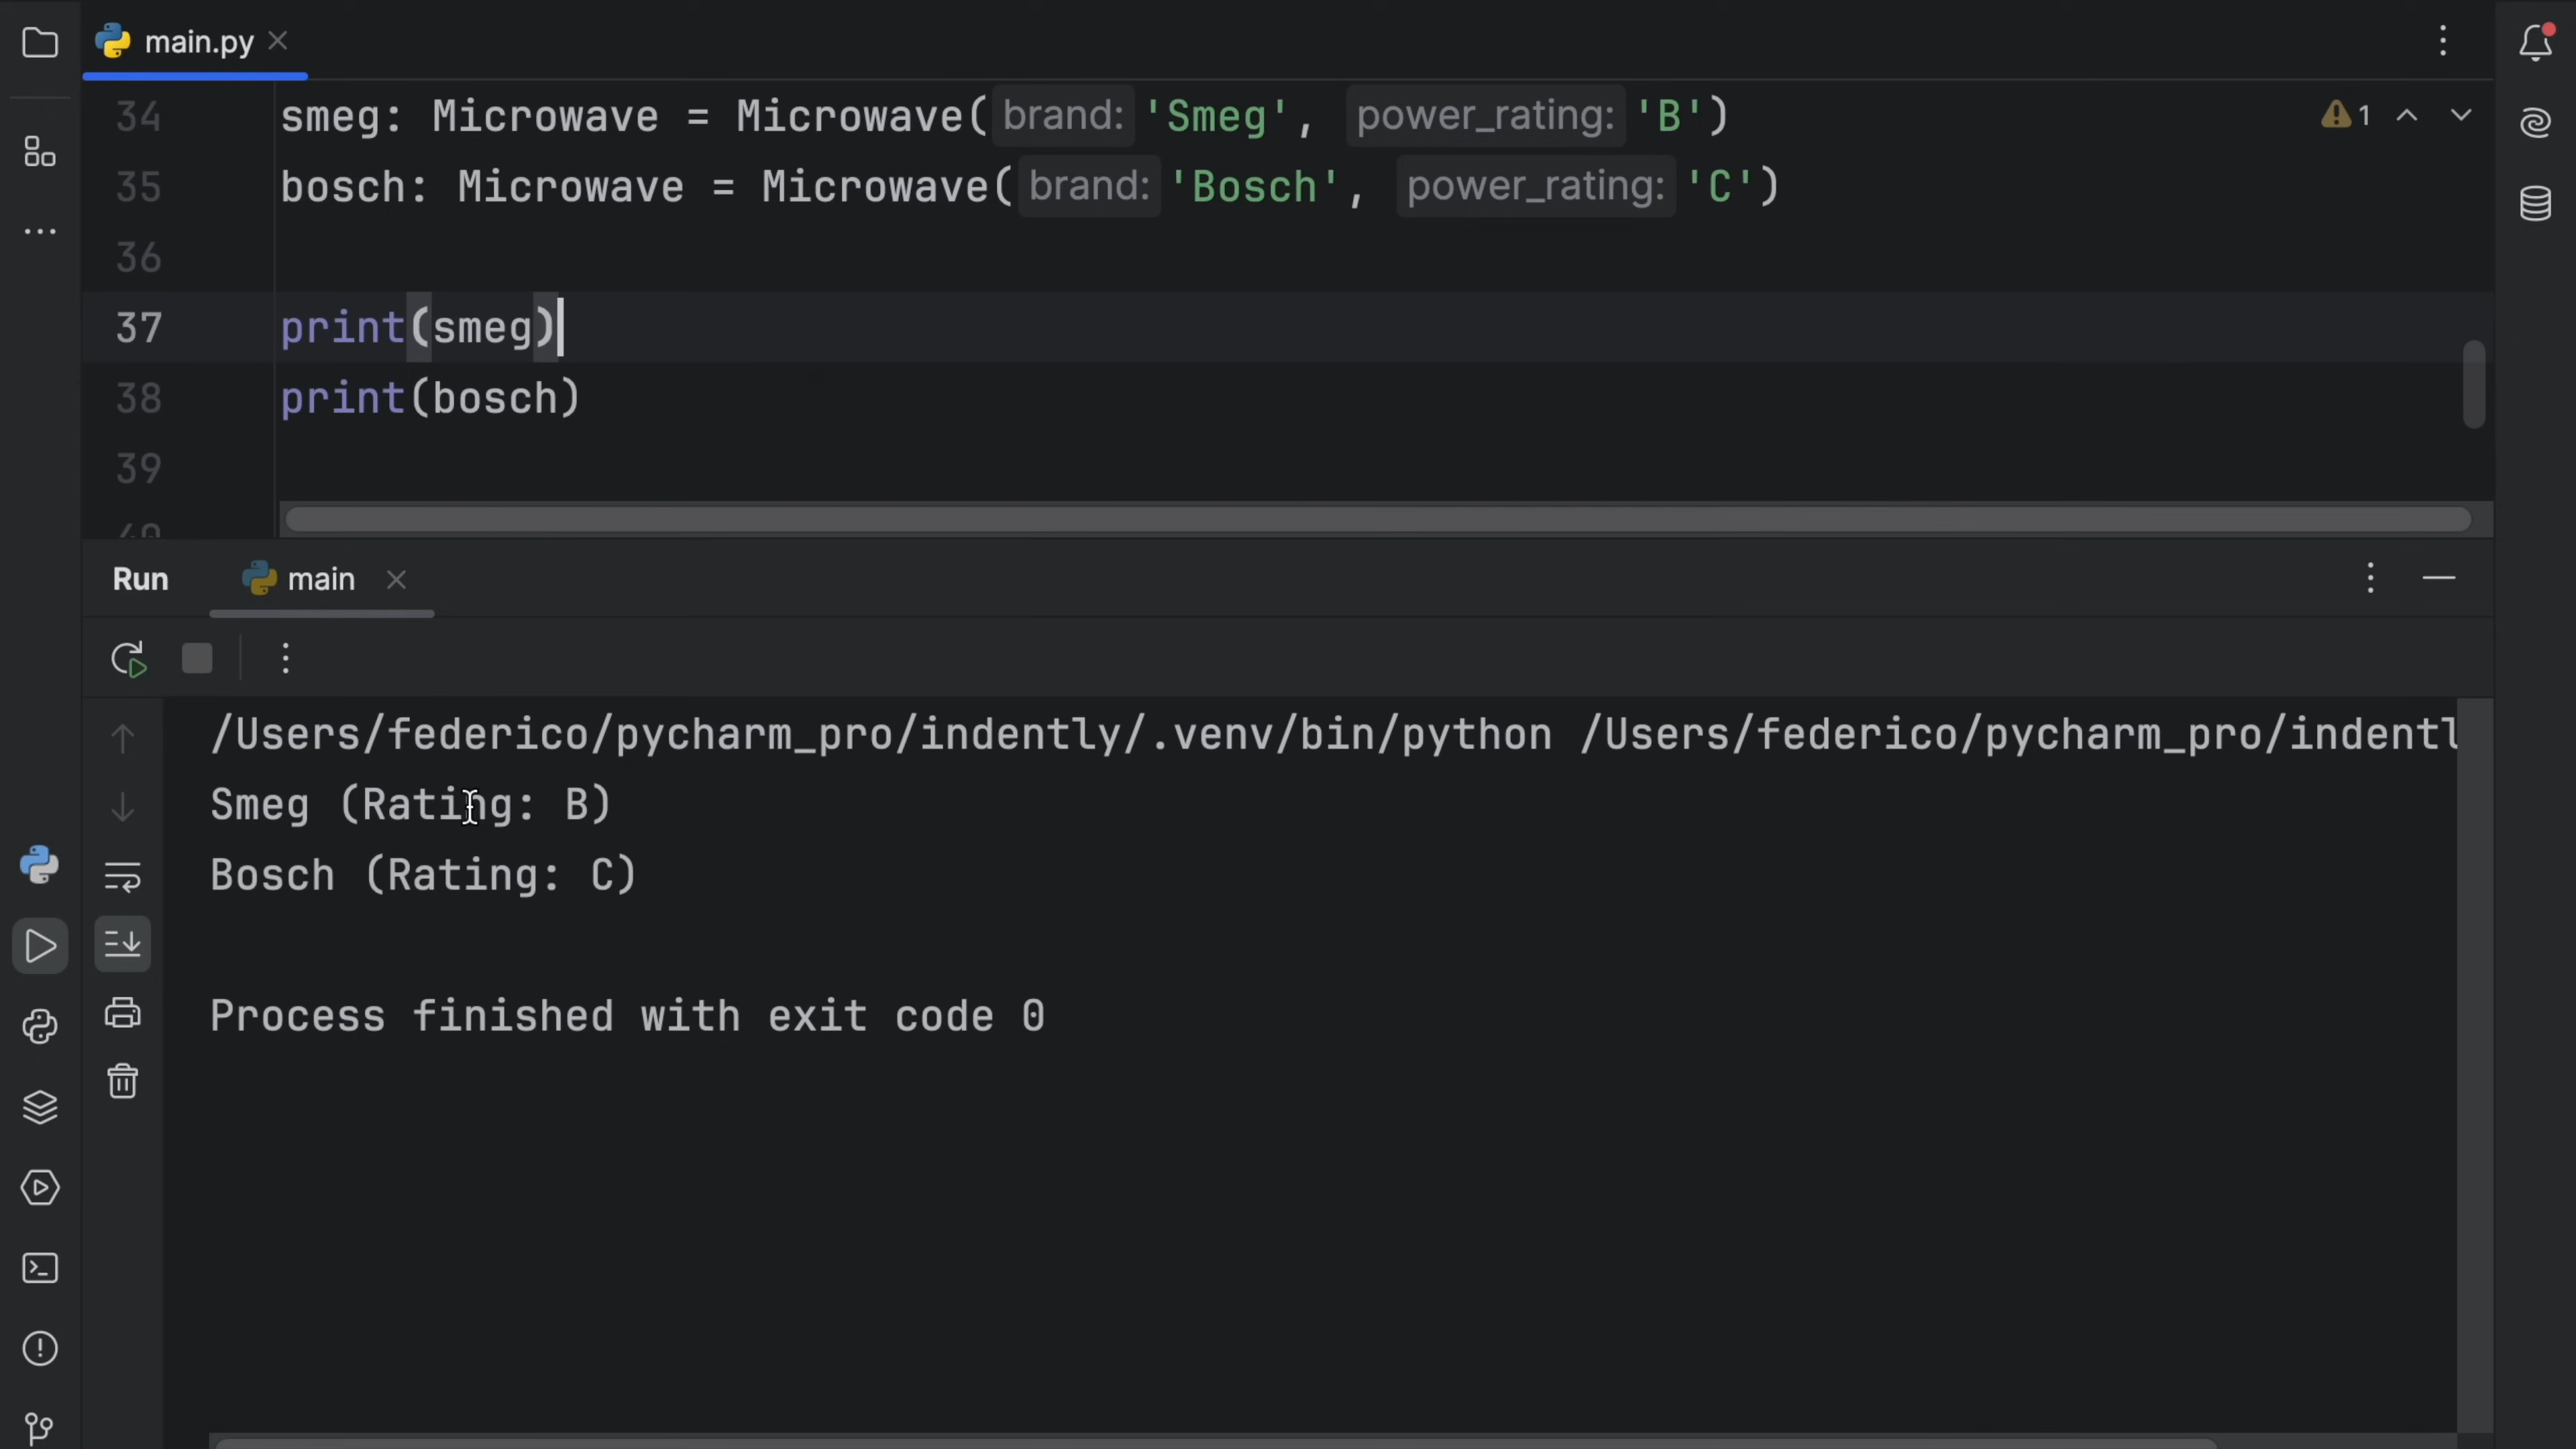 main.py
34 smeg: Microwave = Microwave(brand: 'Smeg', power_rating: 'B')
1
35 bosch: Microwave = Microwave(brand: 'Bosch', power_rating: 'C')
36
37 print(smeg)
38 print(bosch)
39
40
Run main
/Users/federico/pycharm_pro/indently/.venv/bin/python /Users/federico/pycharm_pro/indentl
Smeg (Rating: B)
Bosch (Rating: C)
Process finished with exit code 0